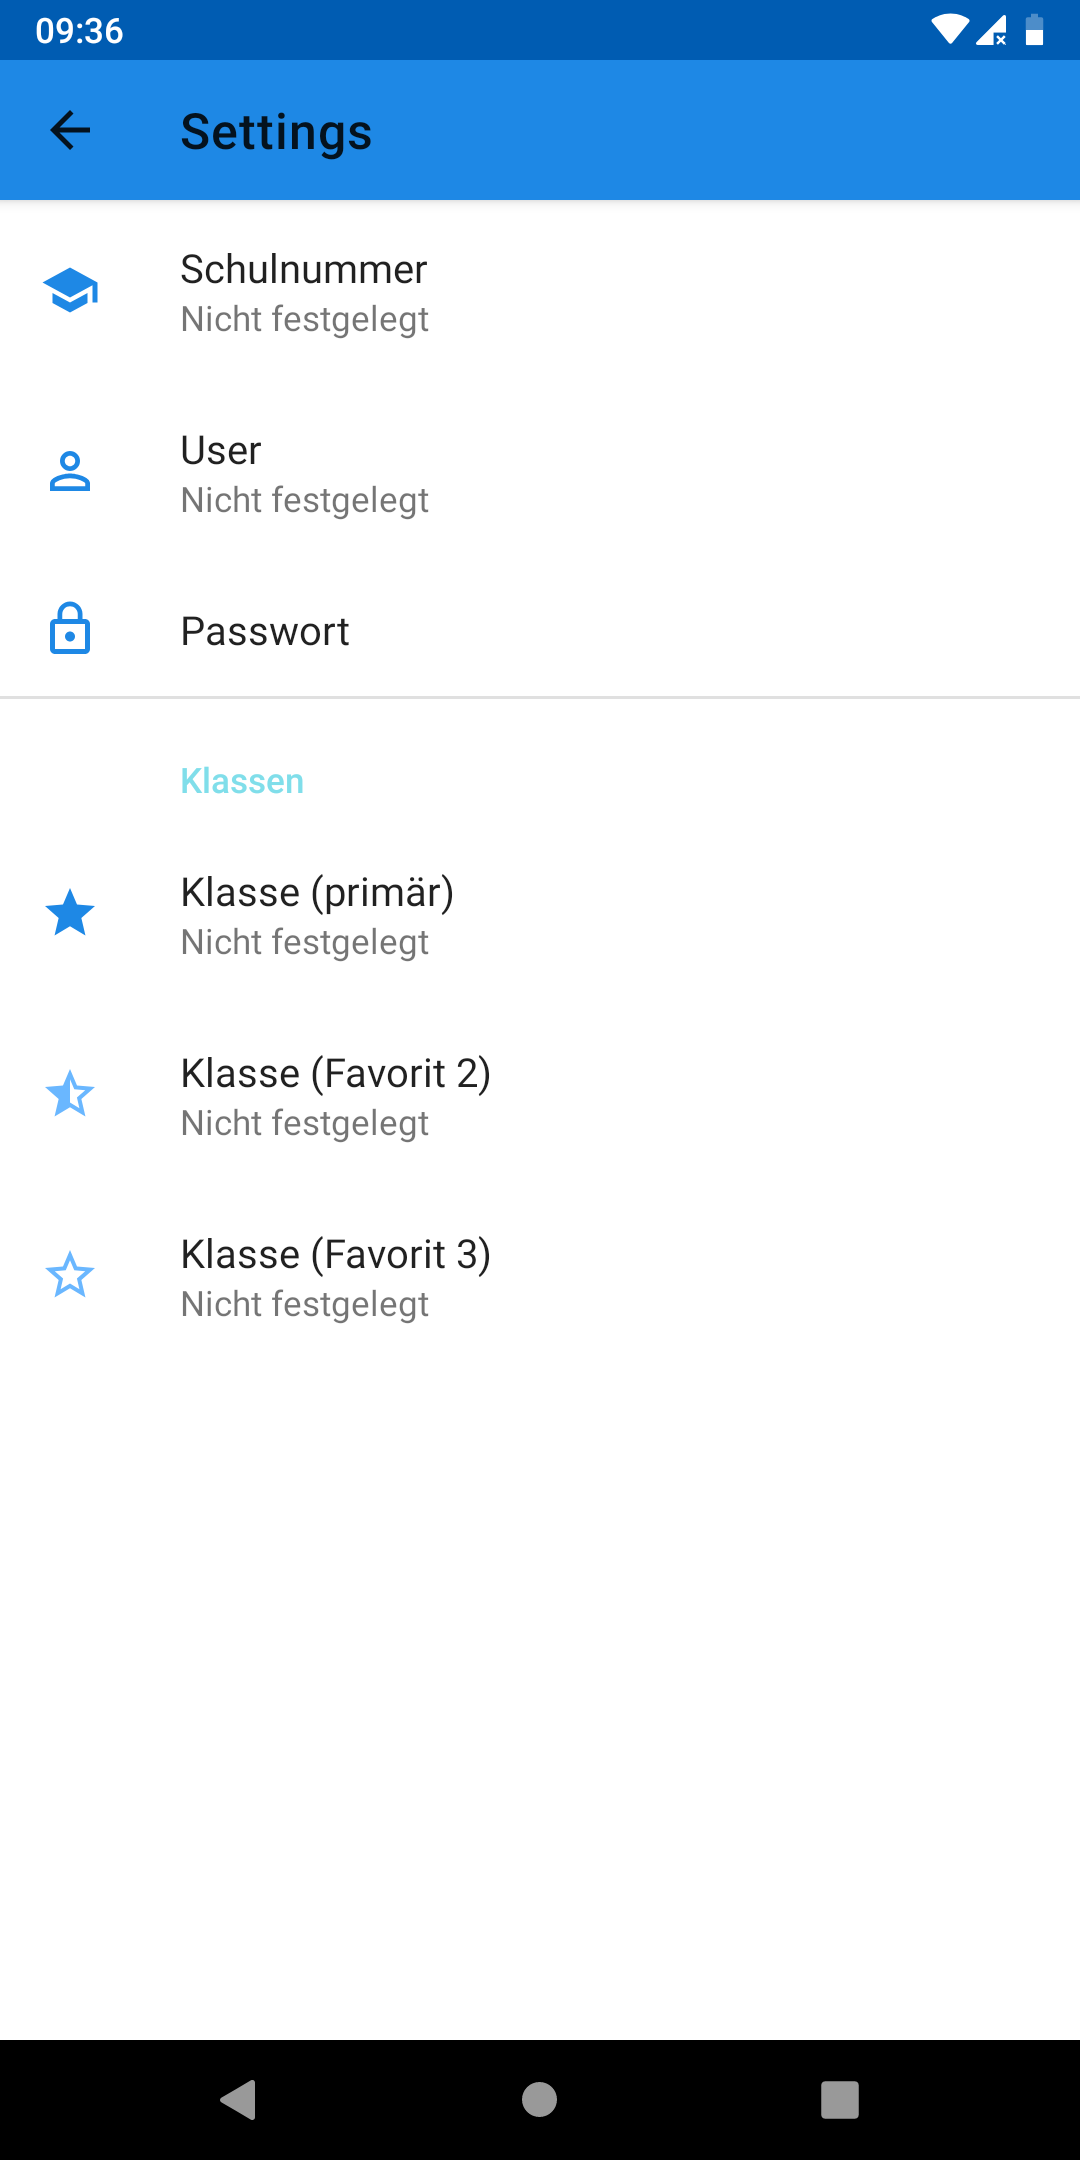 09:36
Settings
Schulnummer
Nicht festgelegt
User
Nicht festgelegt
Passwort
Klassen
Klasse (primär)
Nicht festgelegt
Klasse (Favorit 2)
Nicht festgelegt
Klasse (Favorit 3)
Nicht festgelegt